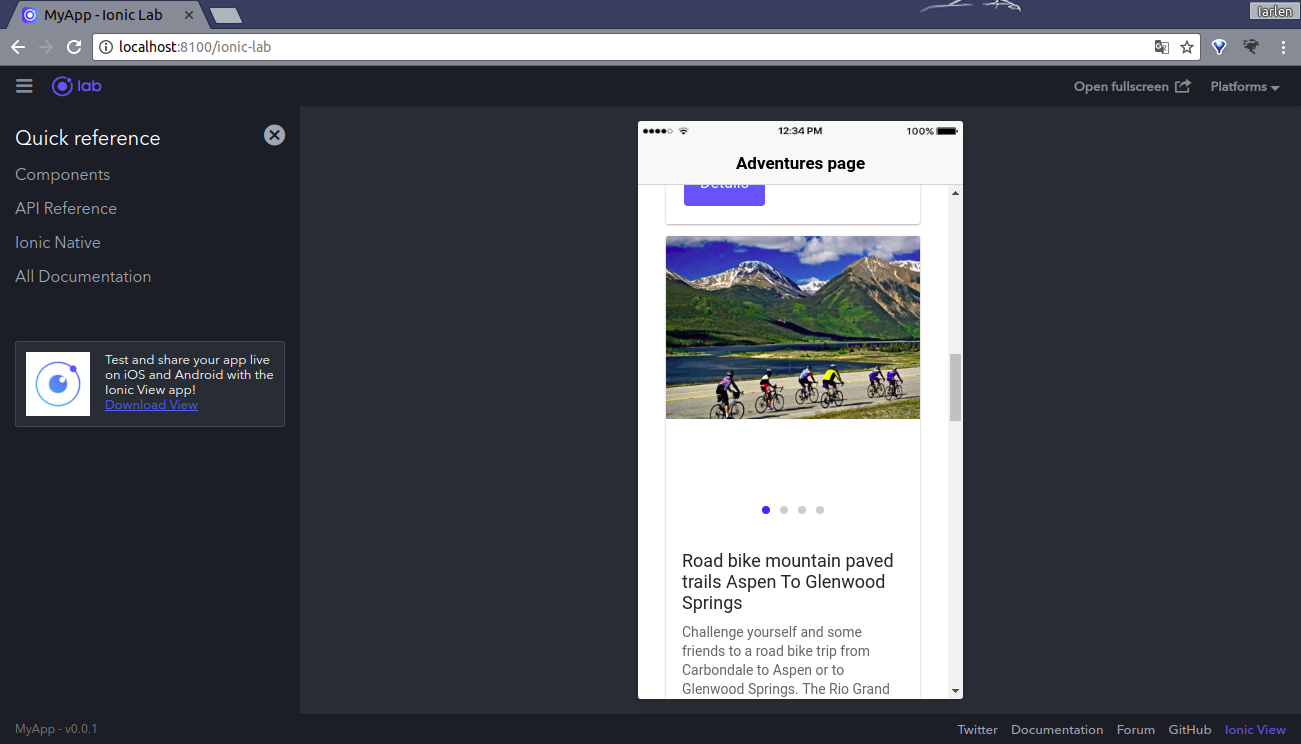 MyApp - Ionic Lab
Iarlen
localhost:8100/ionic-lab
lab
Open fullscreen
Platforms
Quick reference
Components
API Reference
Ionic Native
All Documentation
Test and share your app live
on iOS and Android with the
Ionic View app!
Download View
12:34 PM
100%
Adventures page
Details
Road bike mountain paved
trails Aspen To Glenwood
Springs
Challenge yourself and some
friends to a road bike trip from
Carbondale to Aspen or to
Glenwood Springs. The Rio Grand
MyApp - v0.0.1
Twitter
Documentation
Forum
GitHub
Ionic View